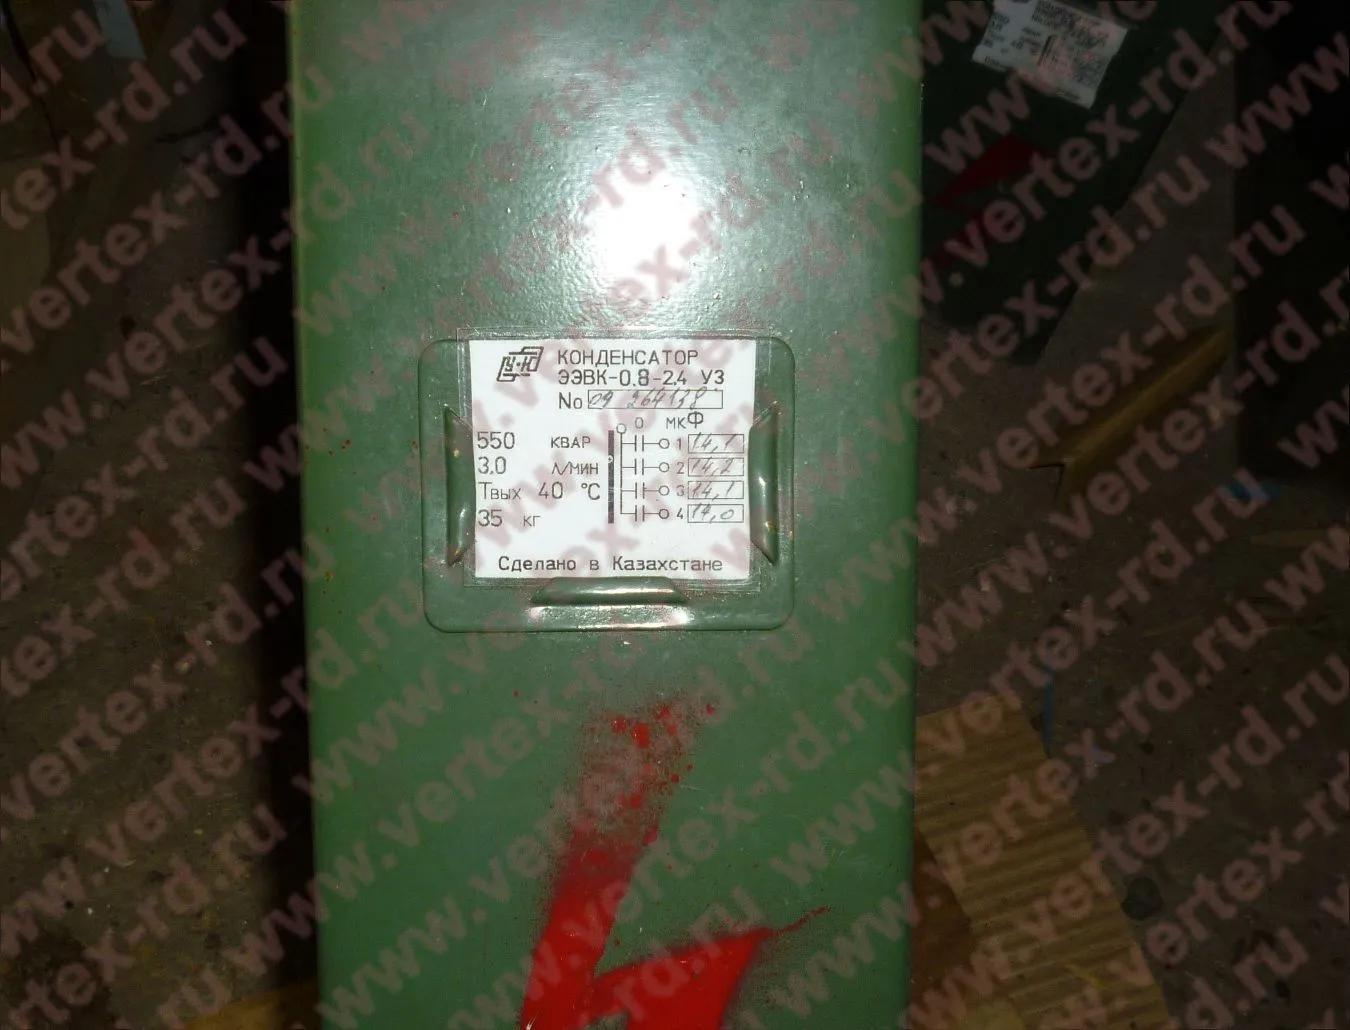 У-К
КОНДЕНСАТОР
ЭЭВК-0.8-2.4 У3
No
0 мкФ
550 КВАР 1 14,1
3,0 Л/МИН 2 14,2
Твых 40 °С 3 14,1
35 кг 4 14,0
Сделано в Казахстане
www.vertex-rd.ru